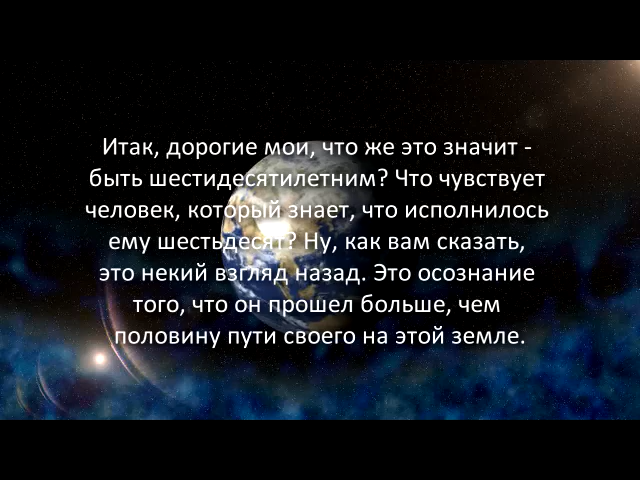 Итак, дорогие мои, что же это значит -
быть шестидесятилетним? Что чувствует
человек, который знает, что исполнилось
ему шестьдесят? Ну, как вам сказать,
это некий взгляд назад. Это осознание
того, что он прошел больше, чем
половину пути своего на этой земле.